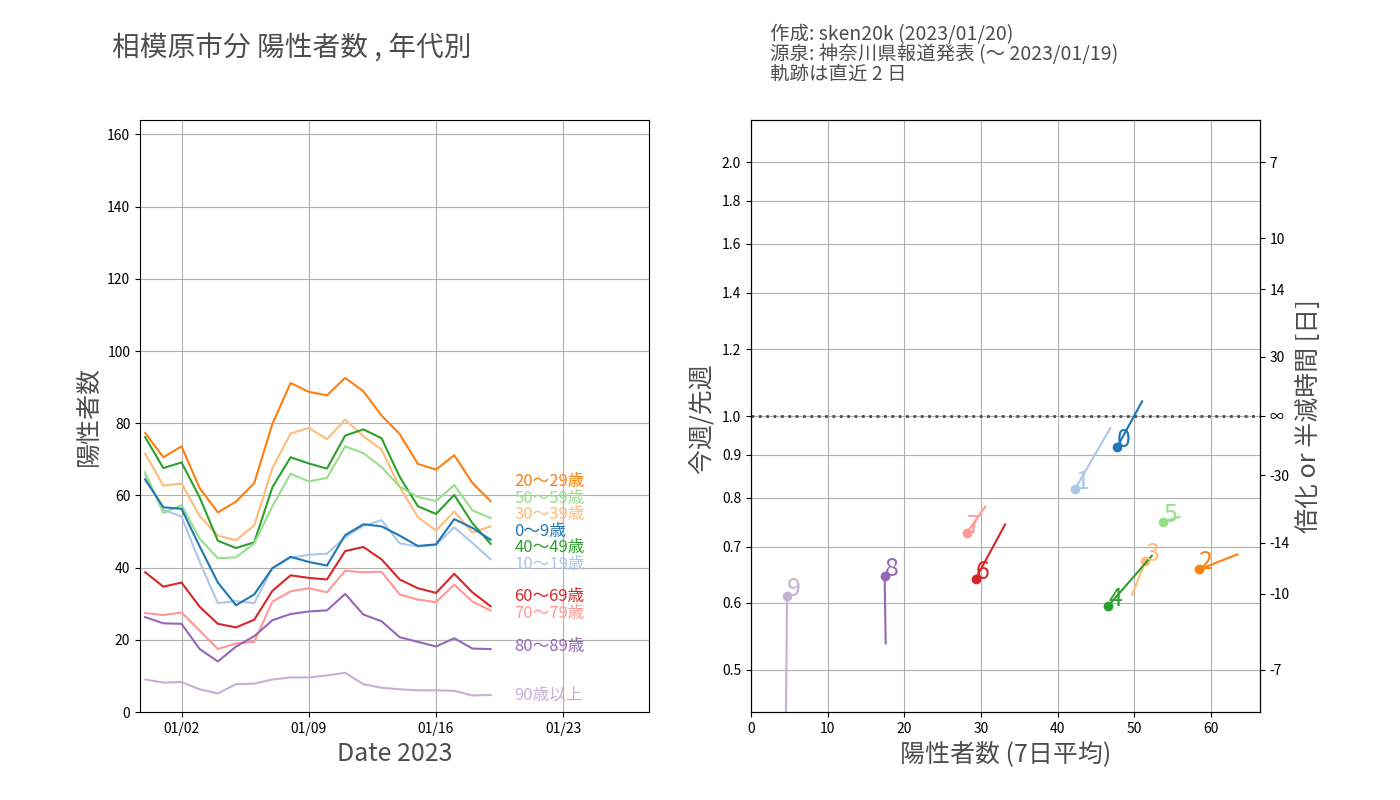 相模原市分 陽性者数 , 年代別
作成: sken20k (2023/01/20)
源泉: 神奈川県報道発表 (～ 2023/01/19)
軌跡は直近 2 日
陽性者数
160
140
120
100
80
60
40
20
0
01/02
01/09
01/16
01/23
Date 2023
20～29歳
50～59歳
30～39歳
0～9歳
40～49歳
10～19歳
60～69歳
70～79歳
80～89歳
90歳以上
今週/先週
2.0
1.8
1.6
1.4
1.2
1.0
0.9
0.8
0.7
0.6
0.5
0
10
20
30
40
50
60
陽性者数 (7日平均)
0
1
5
7
3
2
8
6
9
4
7
10
14
30
∞
-30
-14
-10
-7
倍化 or 半減時間 [日]